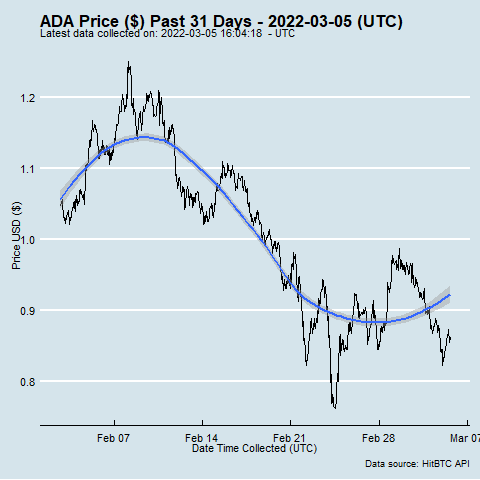 ADA Price ($) Past 31 Days - 2022-03-05 (UTC)
Latest data collected on: 2022-03-05 16:04:18 - UTC
Price USD ($)
1.2
1.1
1.0
0.9
0.8
Feb 07 Feb 14 Feb 21 Feb 28 Mar 07
Date Time Collected (UTC)
Data source: HitBTC API